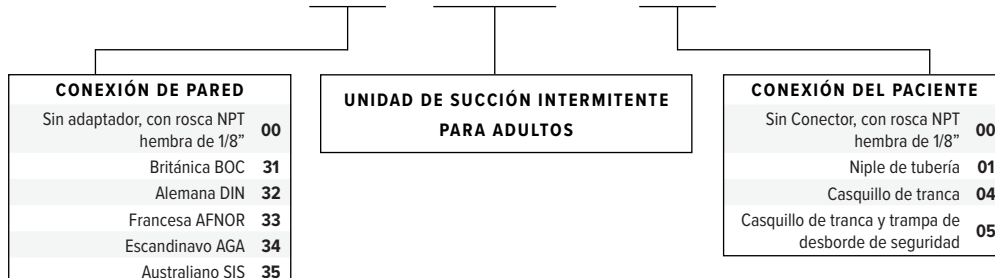 CONEXIÓN DE PARED
Sin adaptador, con rosca NPT
hembra de 1/8” 00
Británica BOC 31
Alemana DIN 32
Francesa AFNOR 33
Escandinavo AGA 34
Australiano SIS 35
UNIDAD DE SUCCIÓN INTERMITENTE
PARA ADULTOS
CONEXIÓN DEL PACIENTE
Sin Conector, con rosca NPT
hembra de 1/8” 00
Niple de tubería 01
Casquillo de tranca 04
Casquillo de tranca y trampa de
desborde de seguridad 05